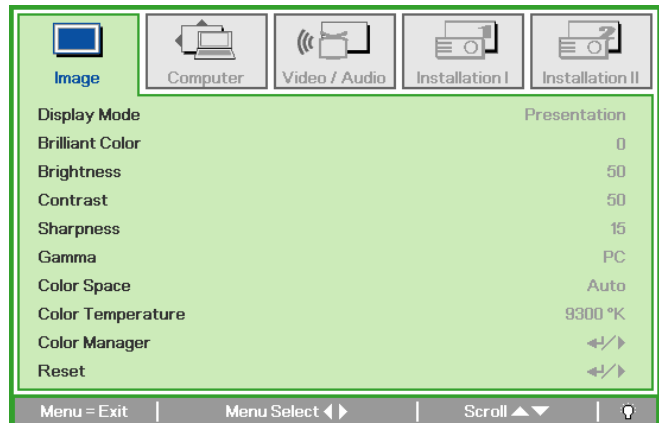 Image Computer Video / Audio Installation I Installation II
Display Mode Presentation
Brilliant Color 0
Brightness 50
Contrast 50
Sharpness 15
Gamma PC
Color Space Auto
Color Temperature 9300 °K
Color Manager ↵/▶
Reset ↵/▶
Menu = Exit Menu Select ◀▶ Scroll ▲▼